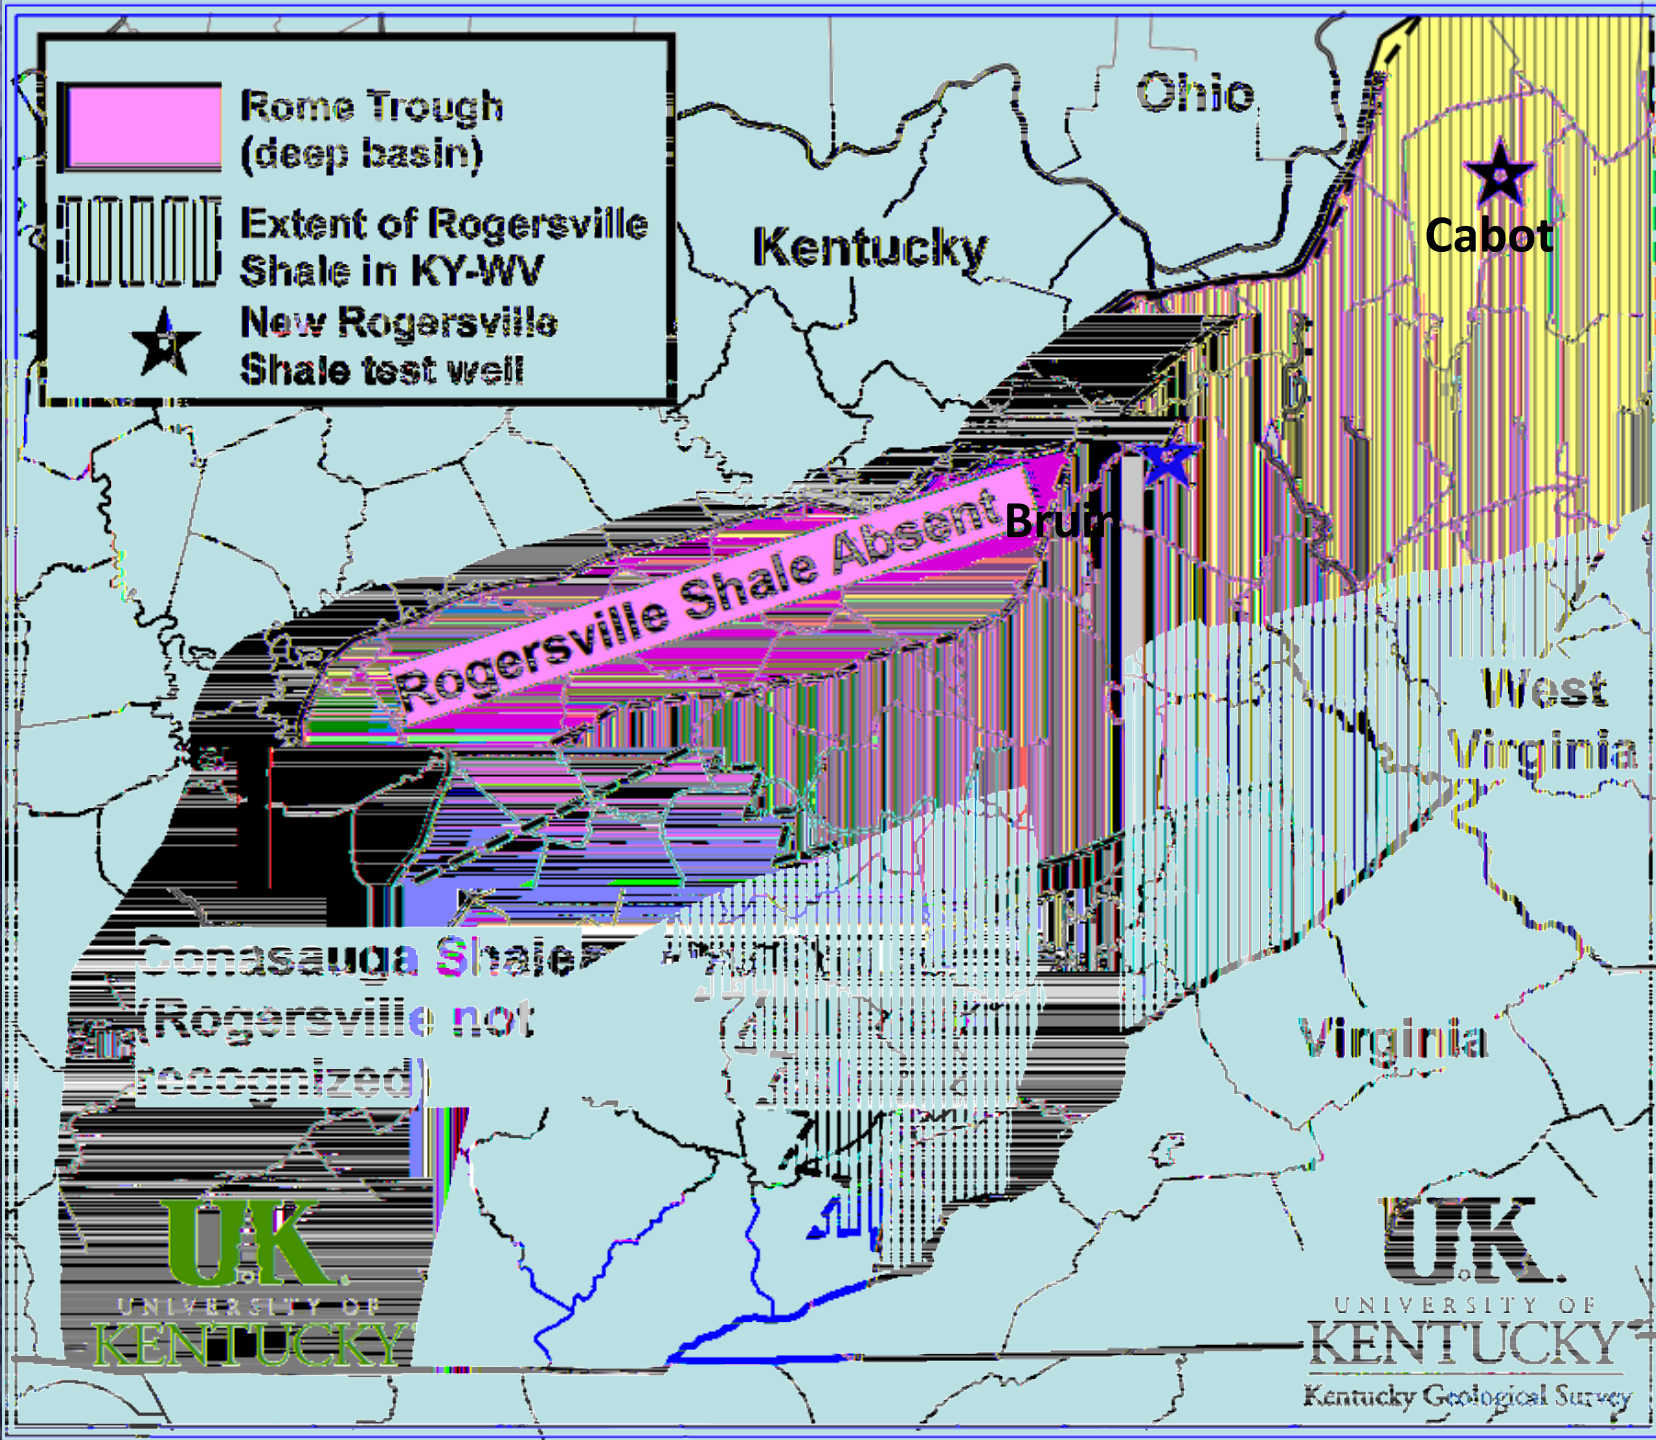 Rome Trough
(deep basin)
Extent of Rogersville
Shale in KY-WV
New Rogersville
Shale test well
Ohio
Kentucky
Cabot
Bruin
Rogersville Shale Absent
West
Virginia
Conasauga Shale
(Rogersville not
recognized
Virginia
UK
UNIVERSITY OF
KENTUCKY
UK
UNIVERSITY OF
KENTUCKY
Kentucky Geological Survey